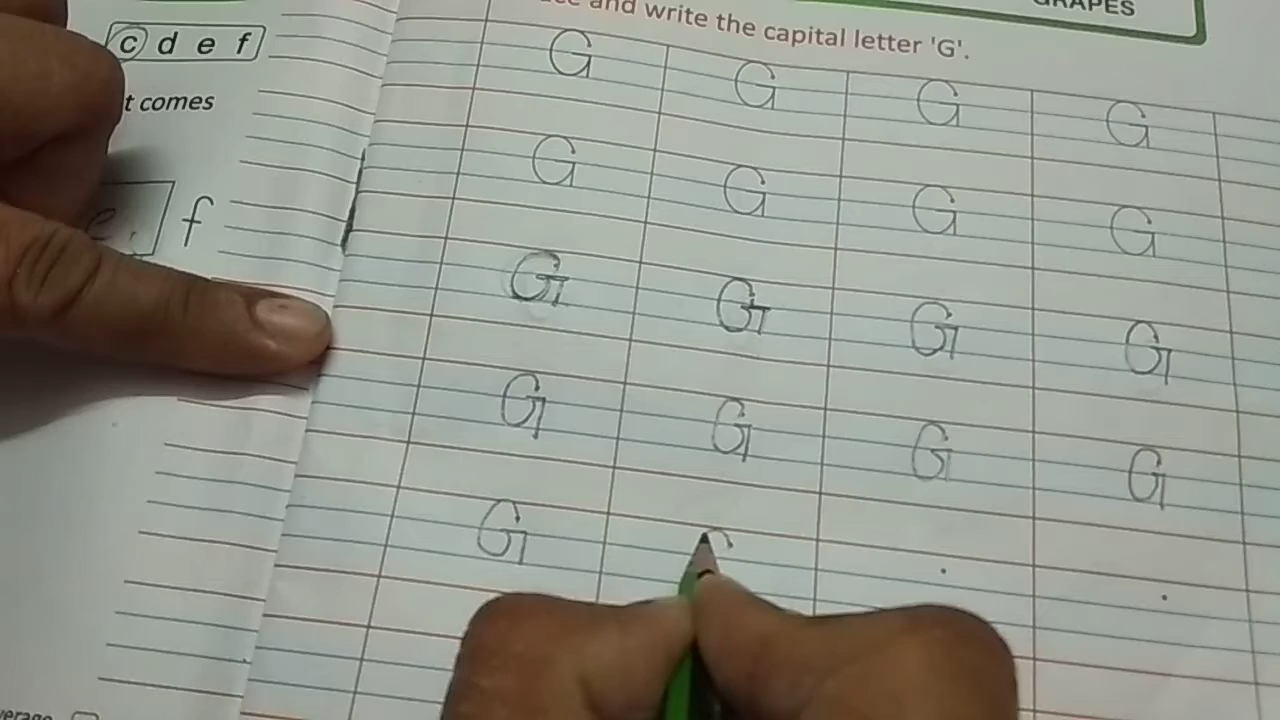 GRAPES
and write the capital letter 'G'.
c d e f
t comes
e f
G G G G
G G G G
G G G G
G G G G
G